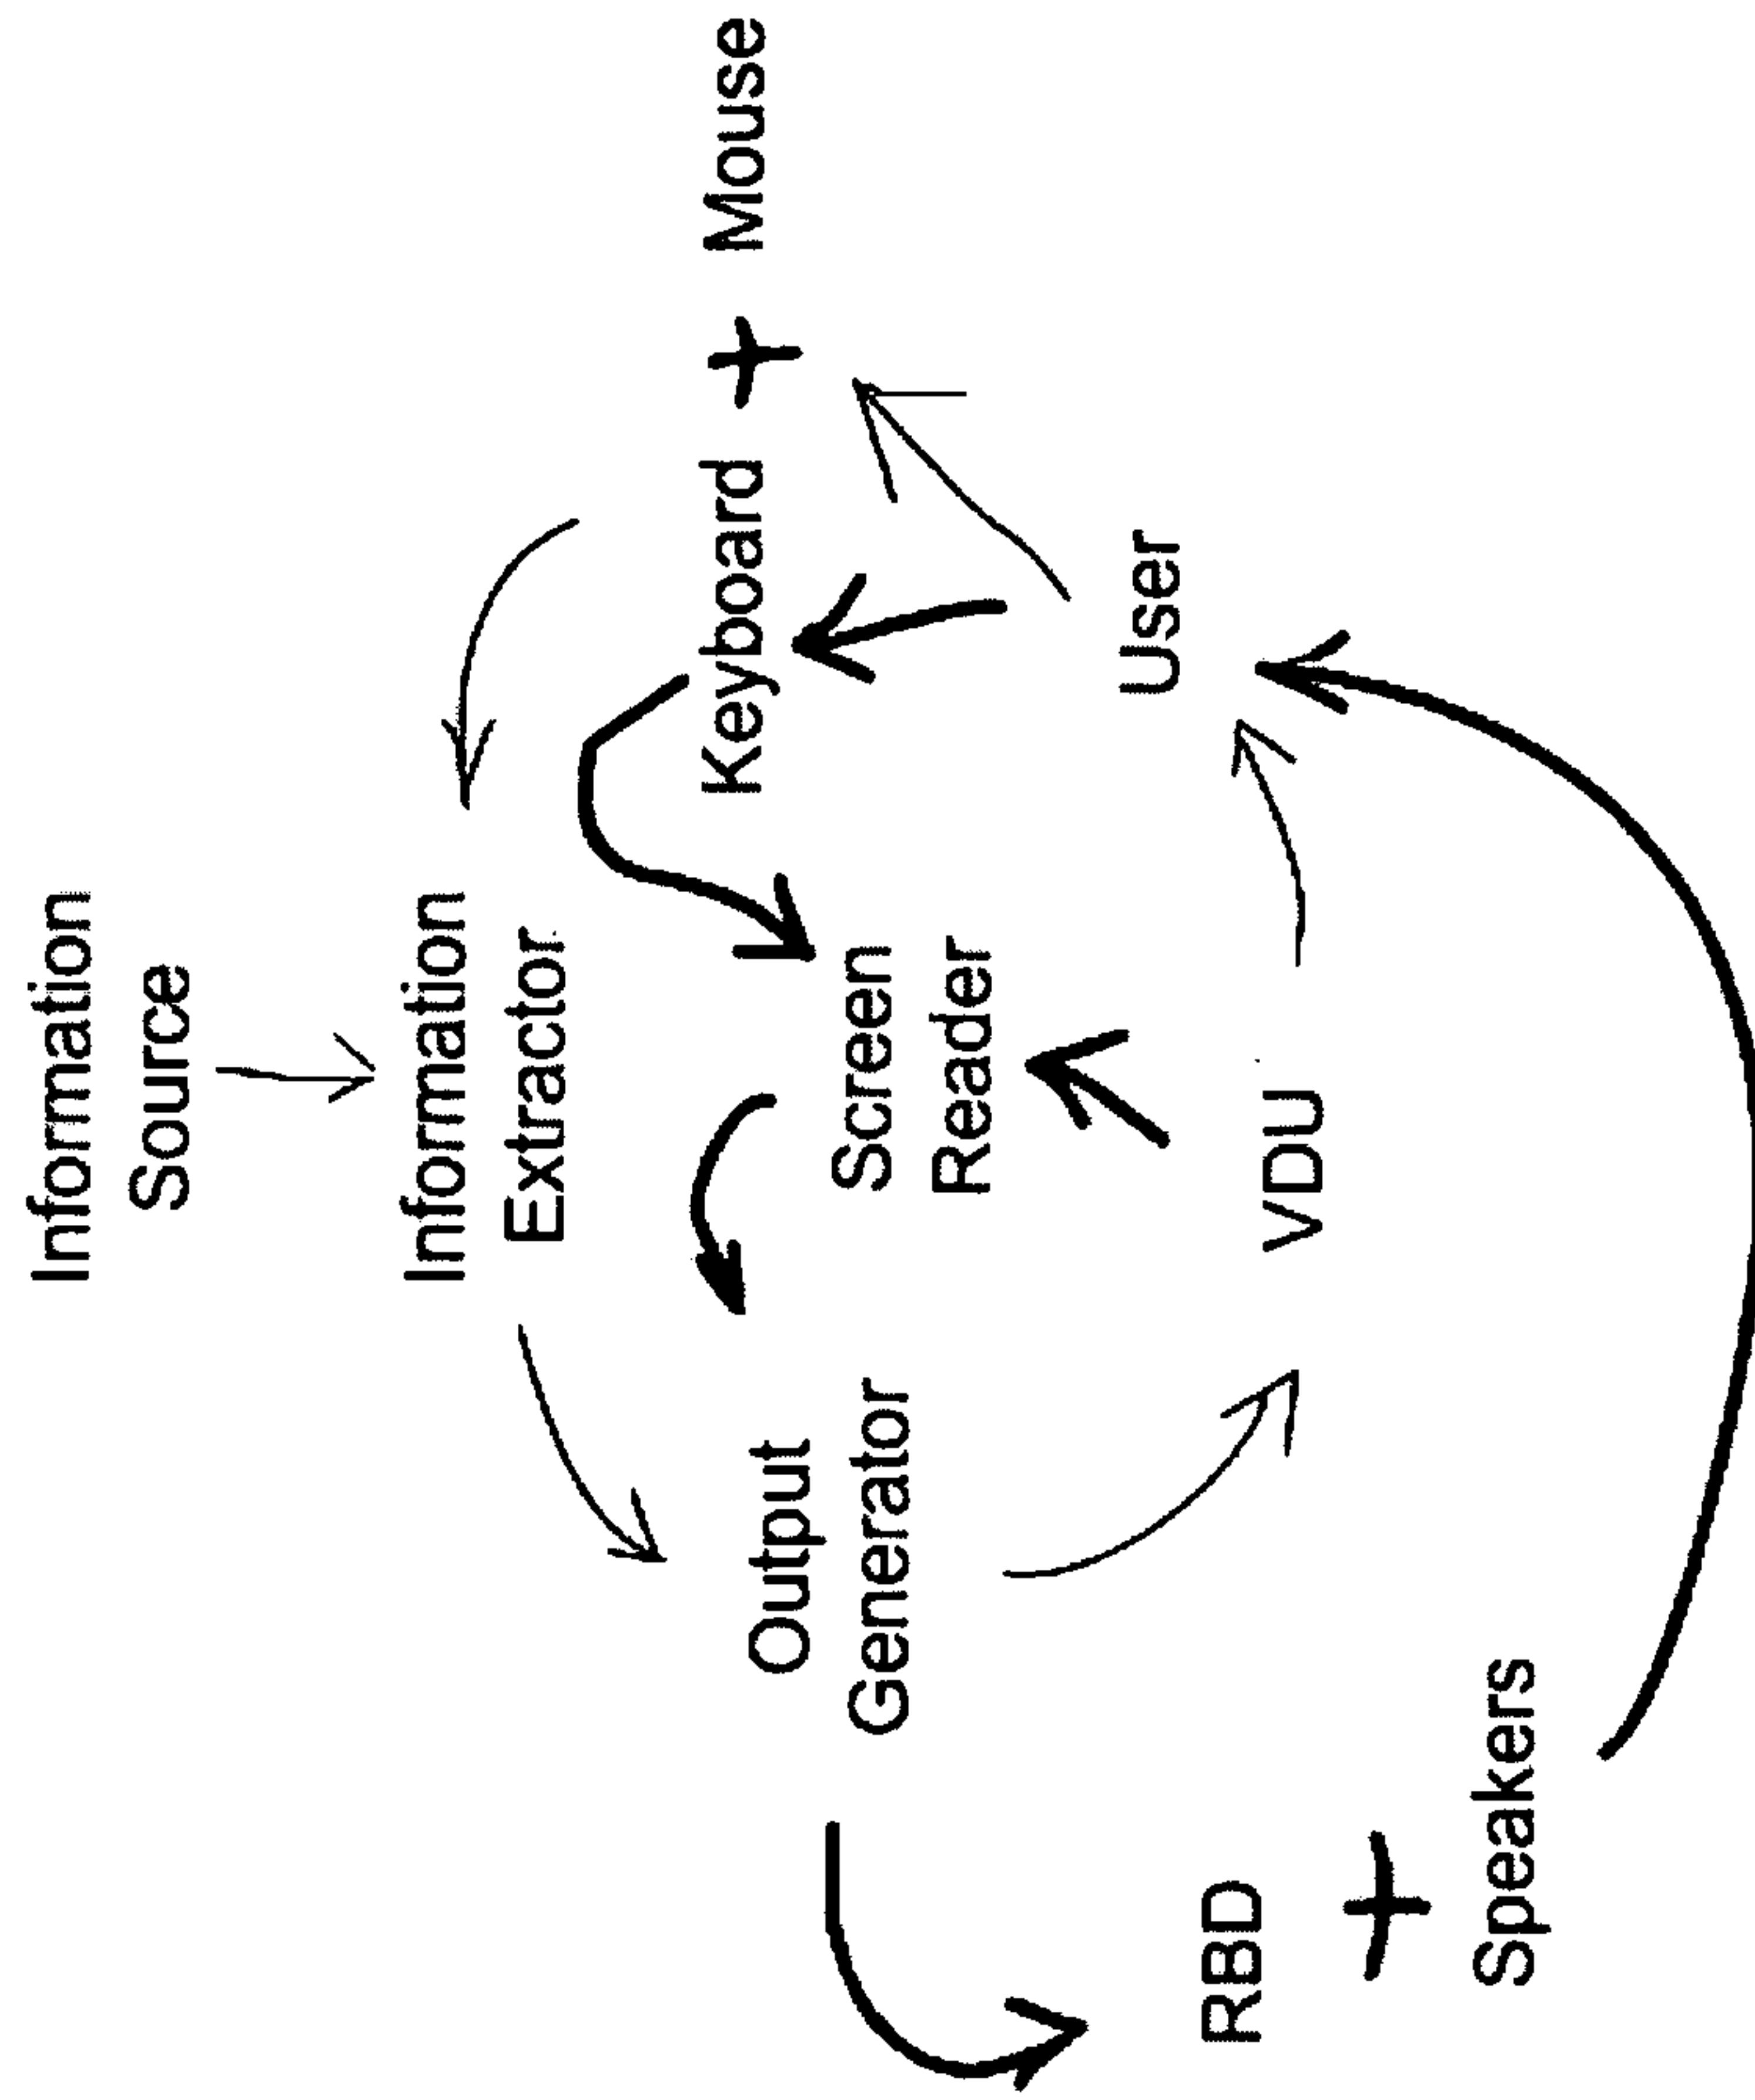 Information
Source
Information
Extractor
Keyboard + Mouse
Output
Generator
Screen
Reader
User
RBD
+
Speakers
VDU